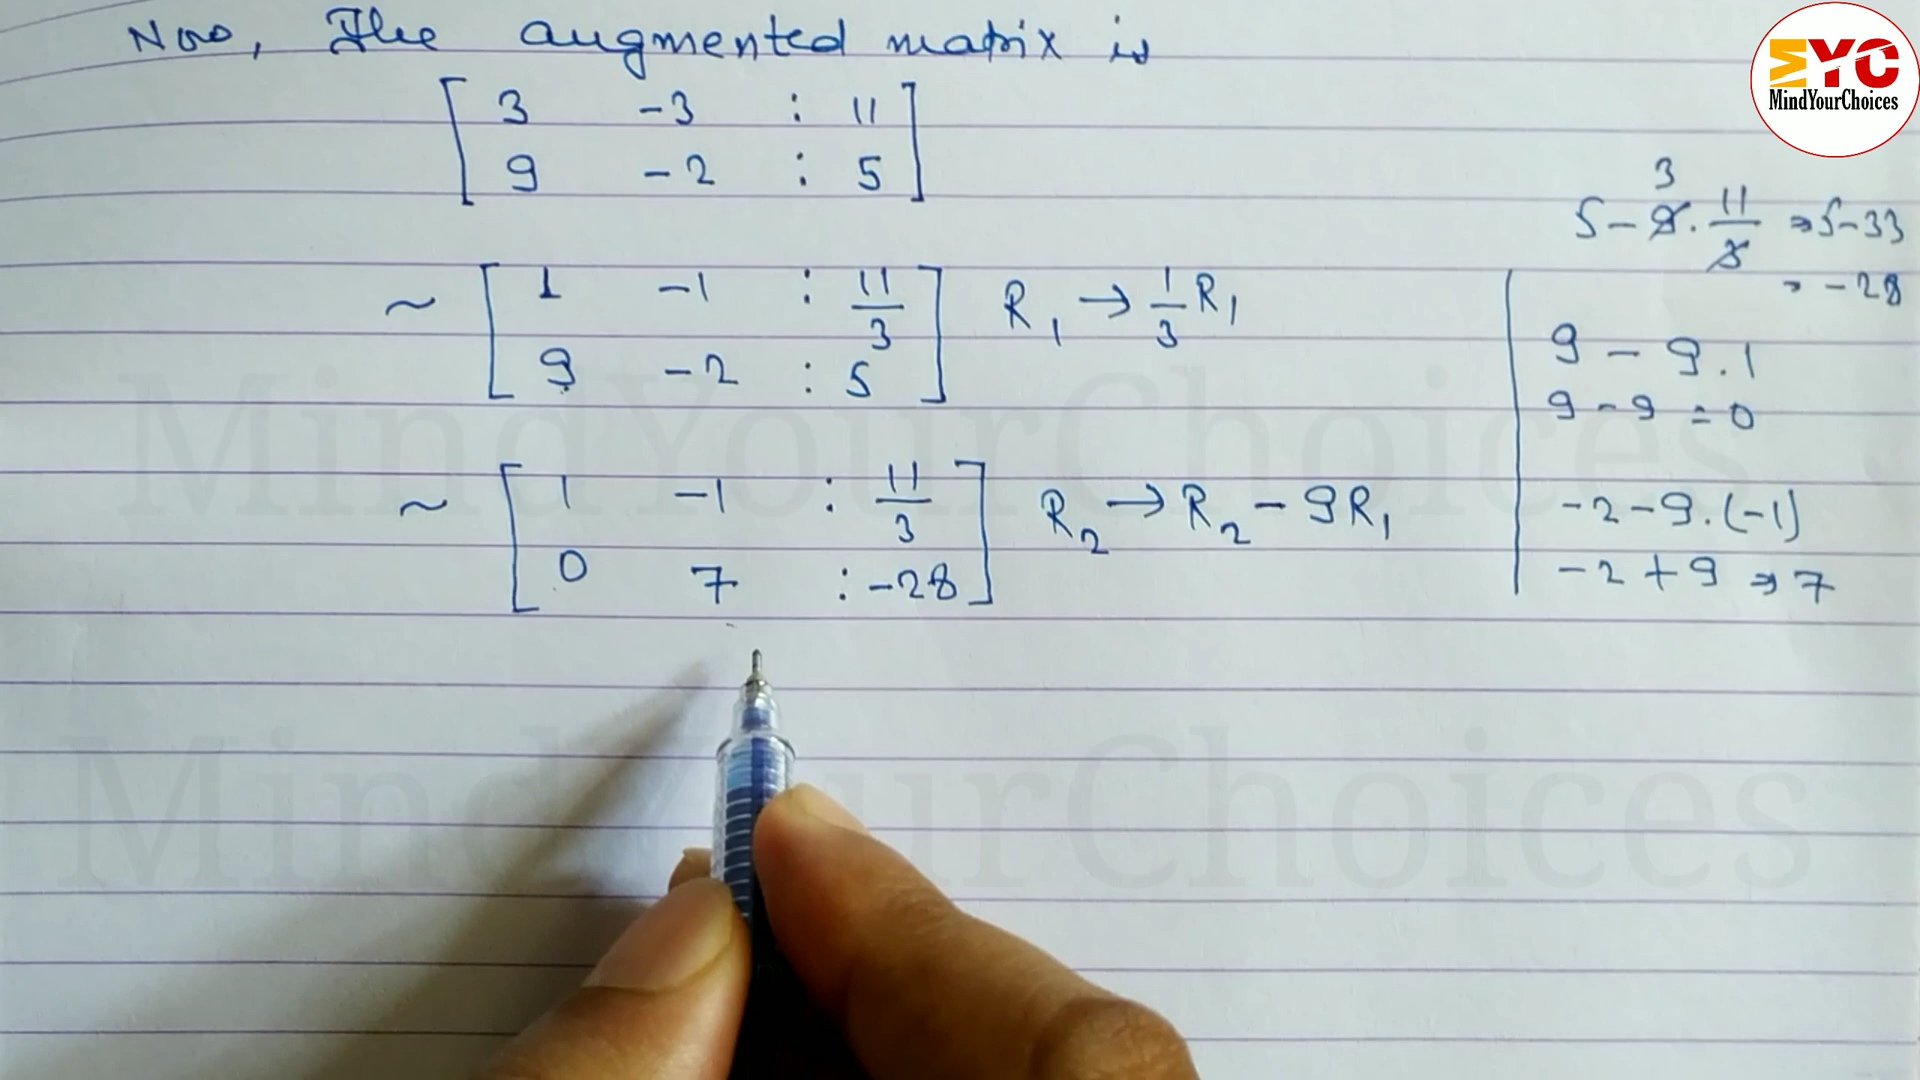 Now, The augmented matrix is
[ 3 -3 : 11 ]
[ 9 -2 : 5 ]
~ [ 1 -1 : 11/3 ] R₁ → 1/3 R₁
[ 9 -2 : 5 ]
~ [ 1 -1 : 11/3 ] R₂ → R₂ - 9R₁
[ 0 7 : -28 ]
3
5 - 9 . 11/3 ⇒ 5-33
⇒ -28
9 - 9 . 1
9 - 9 = 0
-2 - 9 . (-1)
-2 + 9 ⇒ 7
MYC
MindYourChoices
MindYourChoices
MindYourChoices